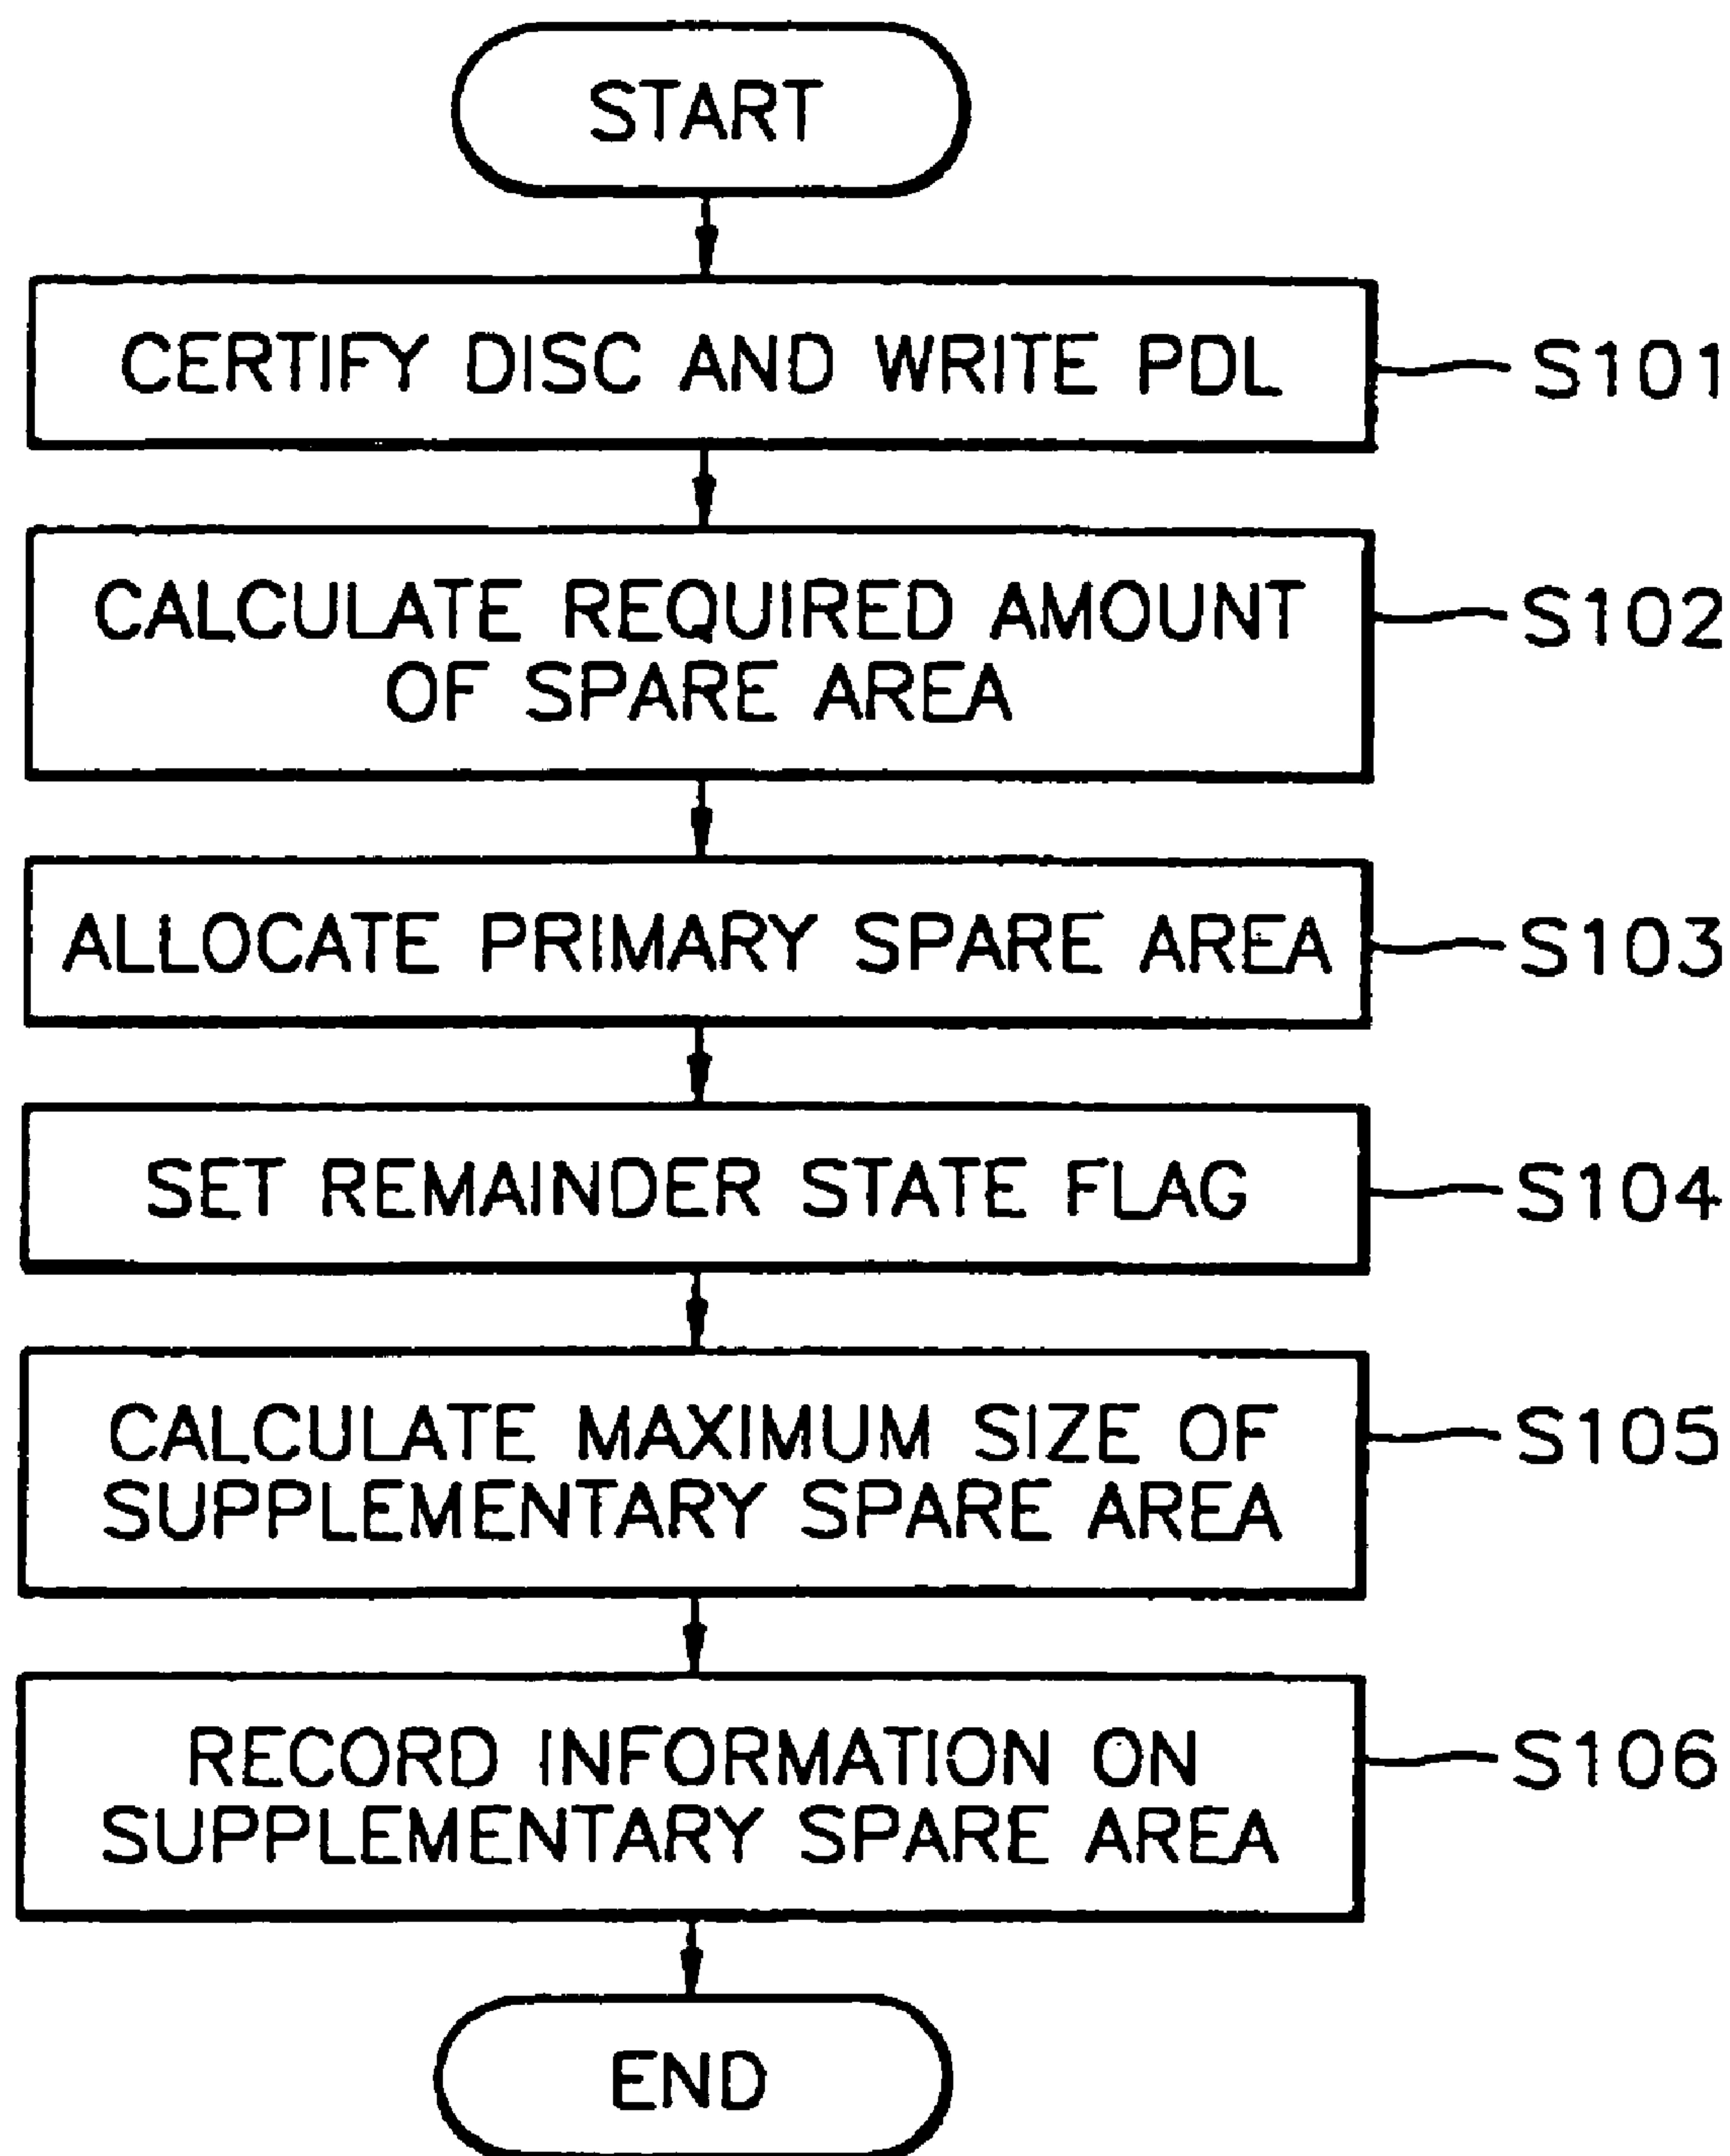 START
CERTIFY DISC AND WRITE PDL
S101
CALCULATE REQUIRED AMOUNT
OF SPARE AREA
S102
ALLOCATE PRIMARY SPARE AREA
S103
SET REMAINDER STATE FLAG
S104
CALCULATE MAXIMUM SIZE OF
SUPPLEMENTARY SPARE AREA
S105
RECORD INFORMATION ON
SUPPLEMENTARY SPARE AREA
S106
END